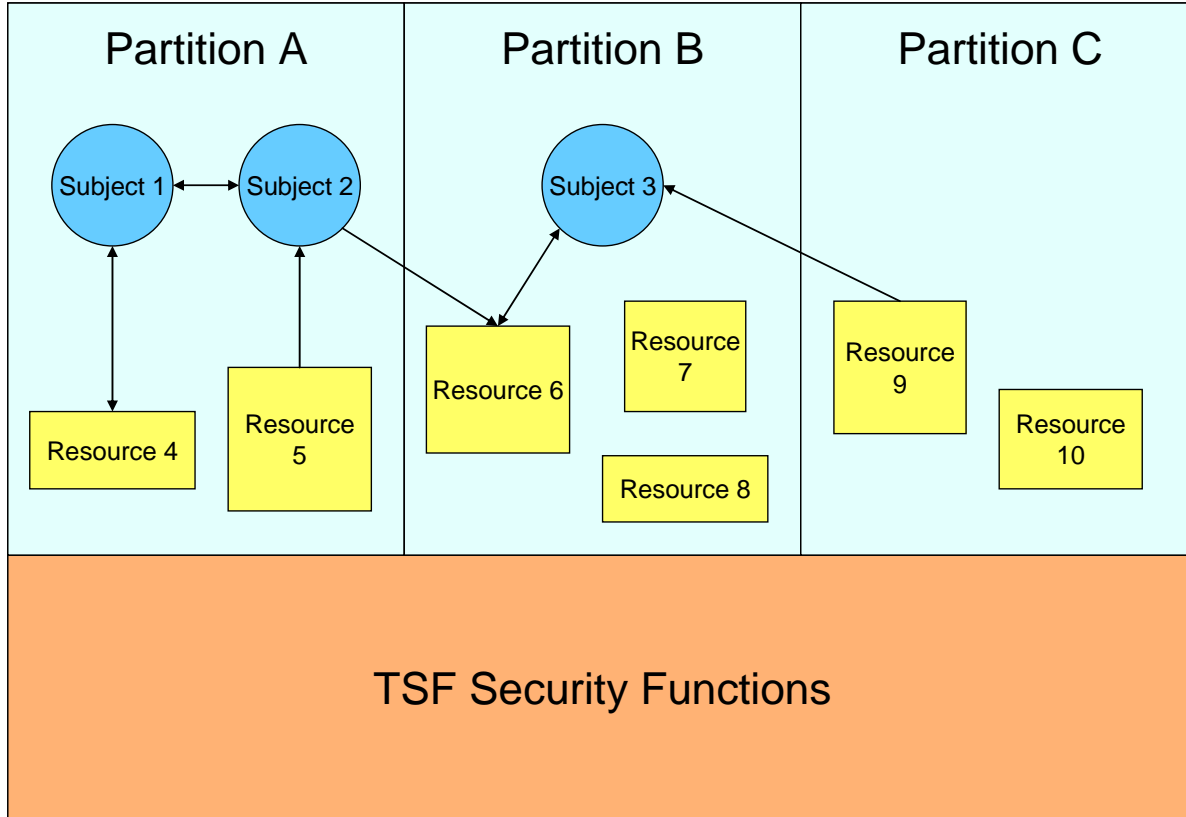 Partition A
Partition B
Partition C
Subject 1
Subject 2
Subject 3
Resource 4
Resource
5
Resource 6
Resource
7
Resource 8
Resource
9
Resource
10
TSF Security Functions